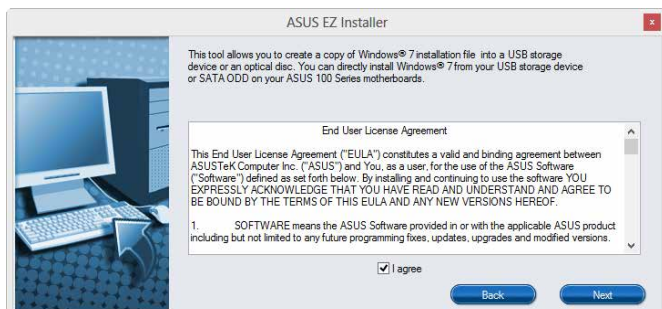 ASUS EZ Installer
x
This tool allows you to create a copy of Windows® 7 installation file into a USB storage
device or an optical disc. You can directly install Windows® 7 from your USB storage device
or SATA ODD on your ASUS 100 Series motherboards.
End User License Agreement
This End User License Agreement ("EULA") constitutes a valid and binding agreement between
ASUSTeK Computer Inc. ("ASUS") and You, as a user, for the use of the ASUS Software
("Software") defined as set forth below. By installing and continuing to use the software YOU
EXPRESSLY ACKNOWLEDGE THAT YOU HAVE READ AND UNDERSTAND AND AGREE TO
BE BOUND BY THE TERMS OF THIS EULA AND ANY NEW VERSIONS HEREOF.
1. SOFTWARE means the ASUS Software provided in or with the applicable ASUS product
including but not limited to any future programming fixes, updates, upgrades and modified versions.
I agree
Back Next